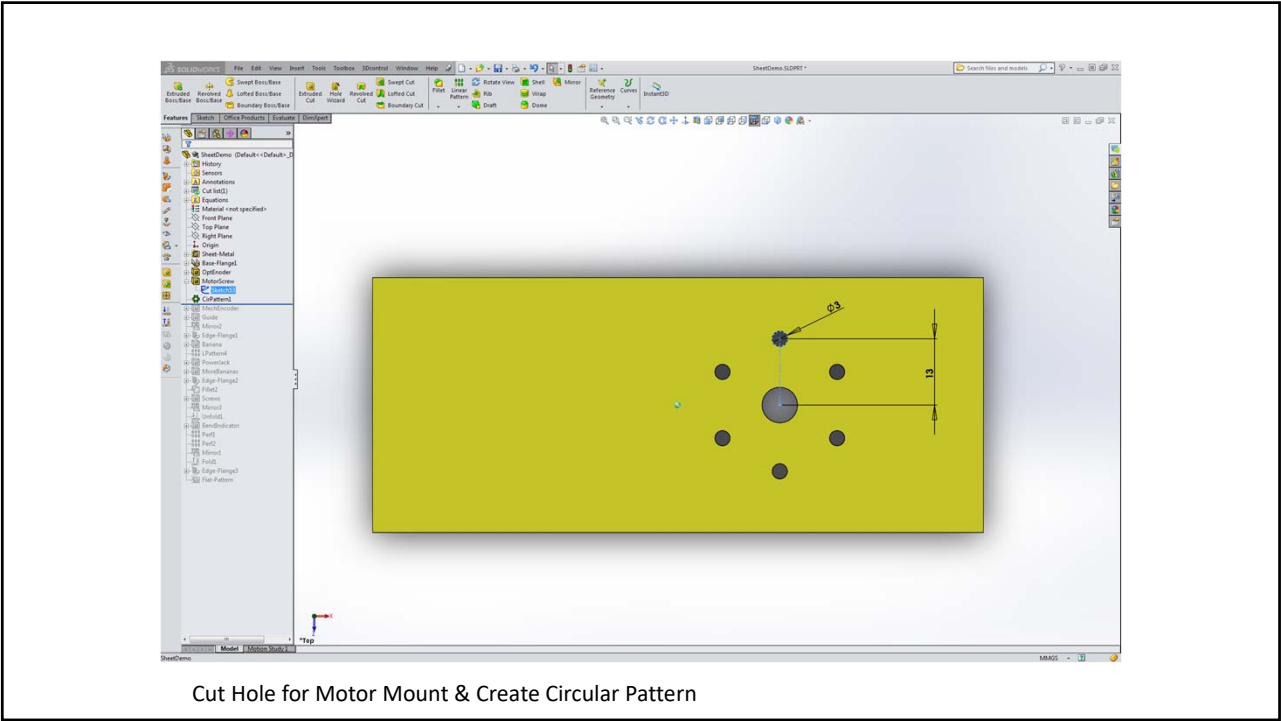 SOLIDWORKS File Edit View Insert Tools Toolbox 3Dcontrol Window Help SheetDemo.SLDPRT * Search files and models
Extruded Boss/Base Revolved Boss/Base Swept Boss/Base Lofted Boss/Base Boundary Boss/Base Extruded Cut Hole Wizard Revolved Cut Swept Cut Lofted Cut Boundary Cut Fillet Linear Pattern Rotate View Rib Draft Shell Wrap Dome Mirror Reference Geometry Curves Instant3D
Features Sketch Office Products Evaluate DimXpert
SheetDemo (Default<<Default>_D
History
Sensors
Annotations
Cut list(1)
Equations
Material <not specified>
Front Plane
Top Plane
Right Plane
Origin
Sheet-Metal
Base-Flange1
OptEnoder
MotorScrew
Sketch13
CirPattern1
MechEncoder
Guide
Mirror2
Edge-Flange1
Banana
LPattern4
PowerJack
MoreBananas
Edge-Flange2
Fillet2
Screws
Mirror3
Unfold1
BendIndicator
Perf1
Perf2
Mirror1
Fold1
Edge-Flange3
Flat-Pattern
Φ3
13
X
Z
*Top
Model Motion Study 1
SheetDemo MMGS
Cut Hole for Motor Mount & Create Circular Pattern